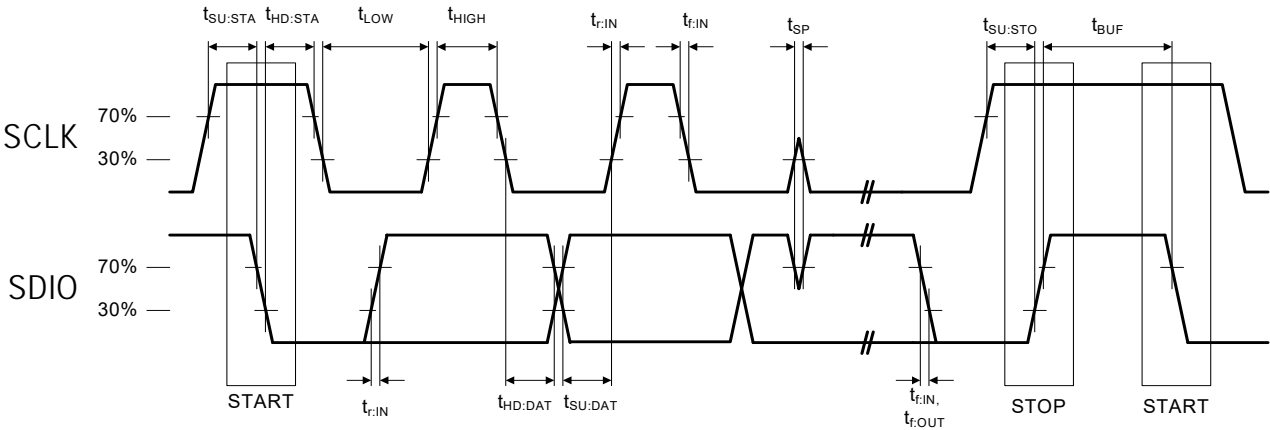 tSU:STA tHD:STA tLOW tHIGH tr:IN tf:IN tSP tSU:STO tBUF
SCLK
70%
30%
SDIO
70%
30%
START
tr:IN
tHD:DAT tSU:DAT
tf:IN,
tf:OUT
STOP
START